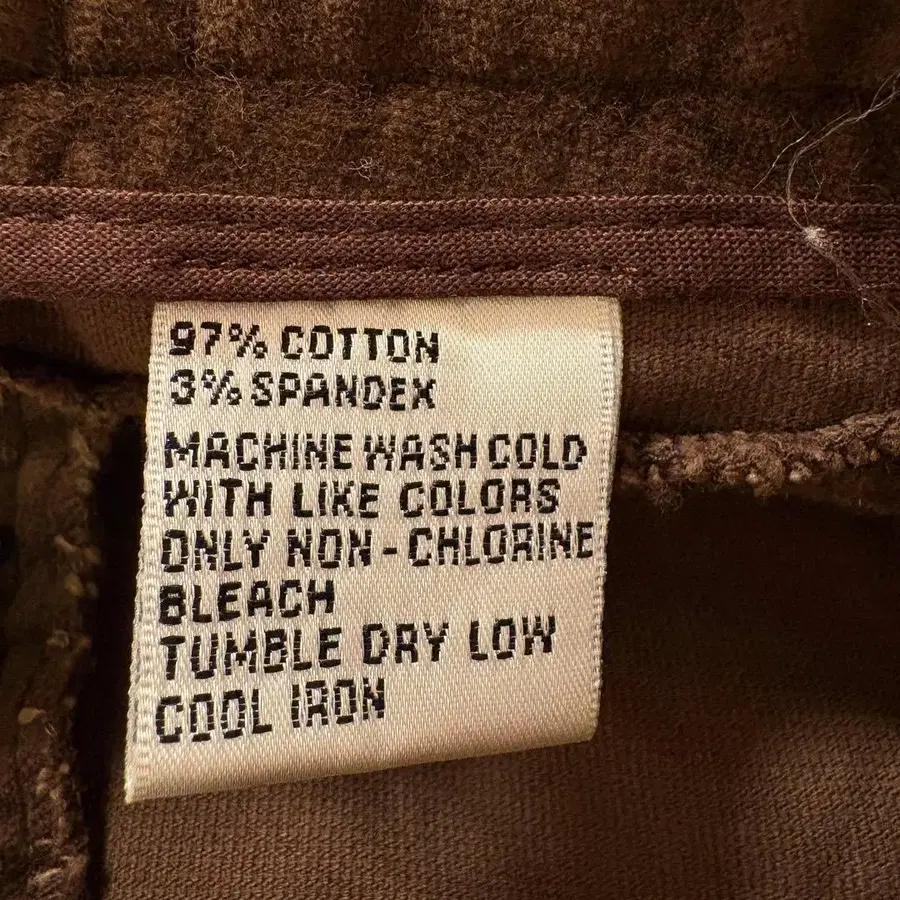 97% COTTON
3% SPANDEX
MACHINE WASH COLD
WITH LIKE COLORS
ONLY NON-CHLORINE
BLEACH
TUMBLE DRY LOW
COOL IRON